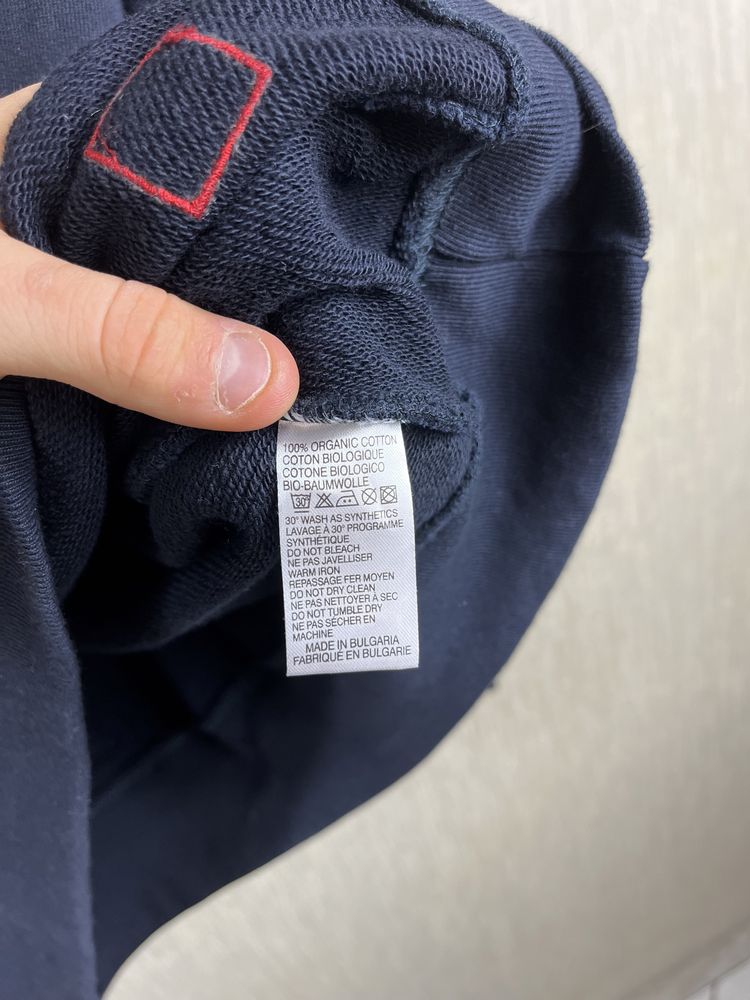 100% ORGANIC COTTON
COTON BIOLOGIQUE
COTONE BIOLOGICO
BIO-BAUMWOLLE
30°
30° WASH AS SYNTHETICS
LAVAGE À 30° PROGRAMME
SYNTHÉTIQUE
DO NOT BLEACH
NE PAS JAVELLISER
WARM IRON
REPASSAGE FER MOYEN
DO NOT DRY CLEAN
NE PAS NETTOYER À SEC
DO NOT TUMBLE DRY
NE PAS SÉCHER EN
MACHINE
MADE IN BULGARIA
FABRIQUÉ EN BULGARIE